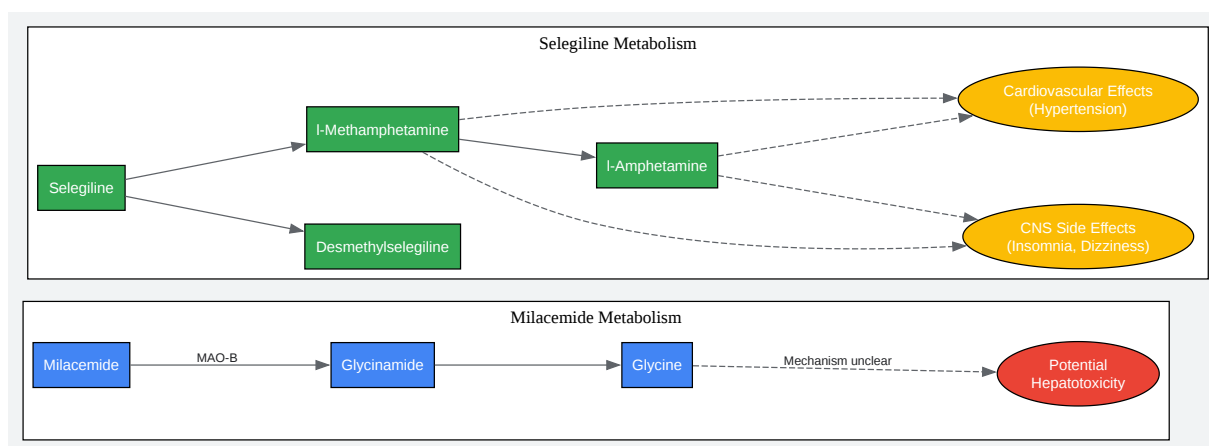 Selegiline Metabolism
Cardiovascular Effects
(Hypertension)
l-Methamphetamine
l-Amphetamine
Selegiline
Desmethylselegiline
CNS Side Effects
(Insomnia, Dizziness)
Milacemide Metabolism
Milacemide
MAO-B
Glycinamide
Glycine
Mechanism unclear
Potential
Hepatotoxicity